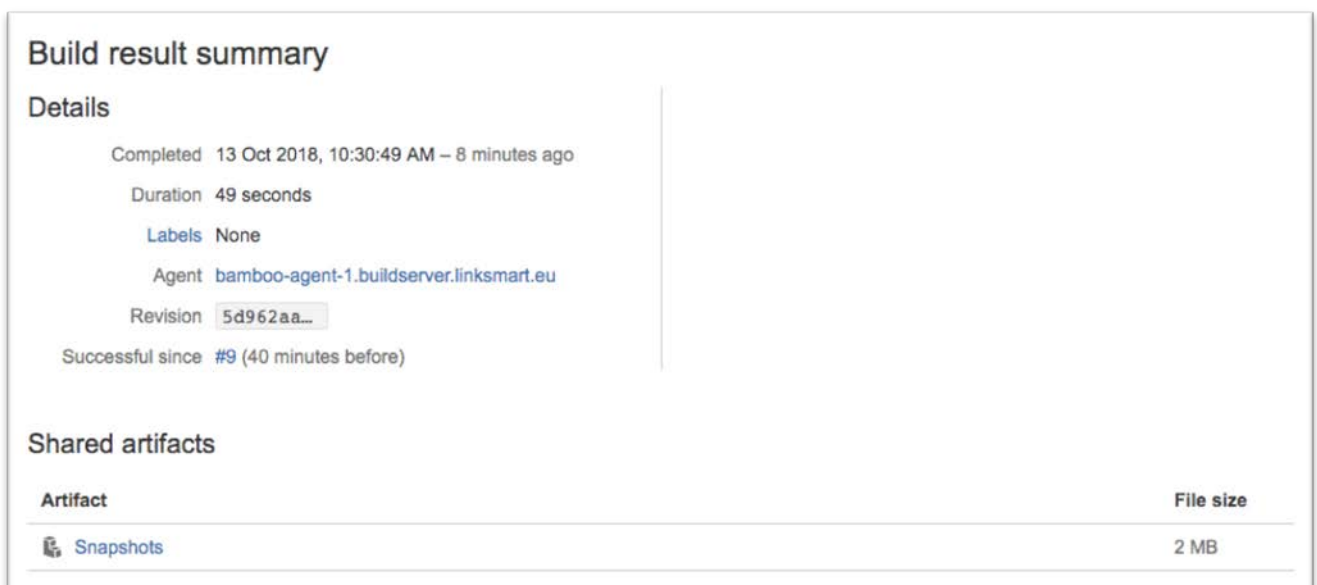 Build result summary
Details
Completed 13 Oct 2018, 10:30:49 AM – 8 minutes ago
Duration 49 seconds
Labels None
Agent bamboo-agent-1.buildserver.linksmart.eu
Revision 5d962aa…
Successful since #9 (40 minutes before)
Shared artifacts
Artifact File size
Snapshots 2 MB